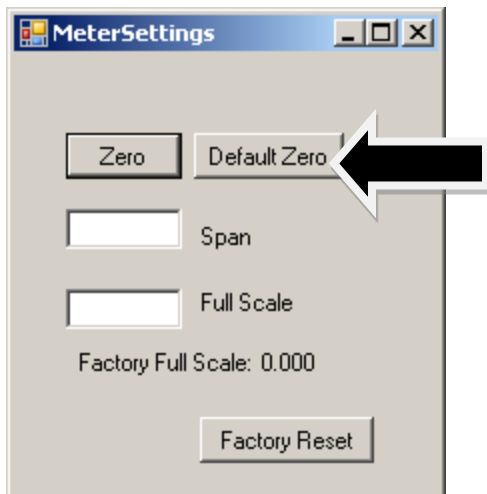 MeterSettings
Zero Default Zero
Span
Full Scale
Factory Full Scale: 0.000
Factory Reset